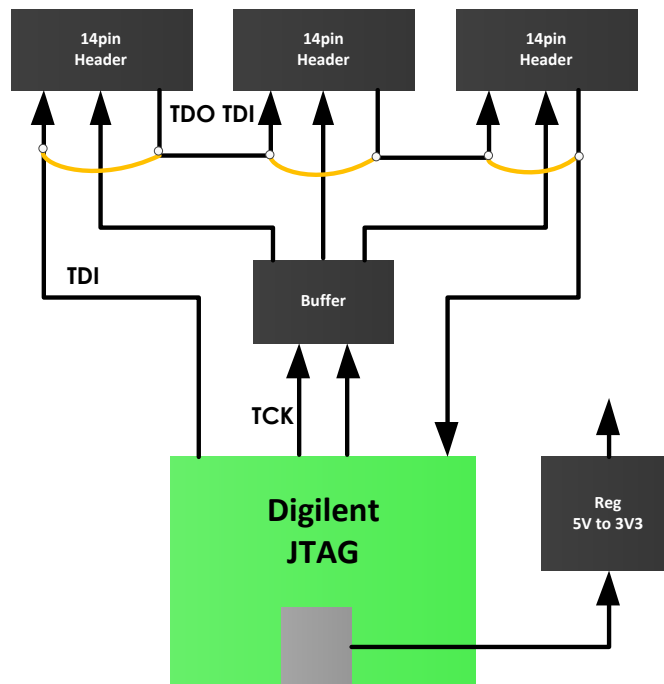 14pin
Header
14pin
Header
14pin
Header
TDO TDI
TDI
Buffer
TCK
Digilent
JTAG
Reg
5V to 3V3